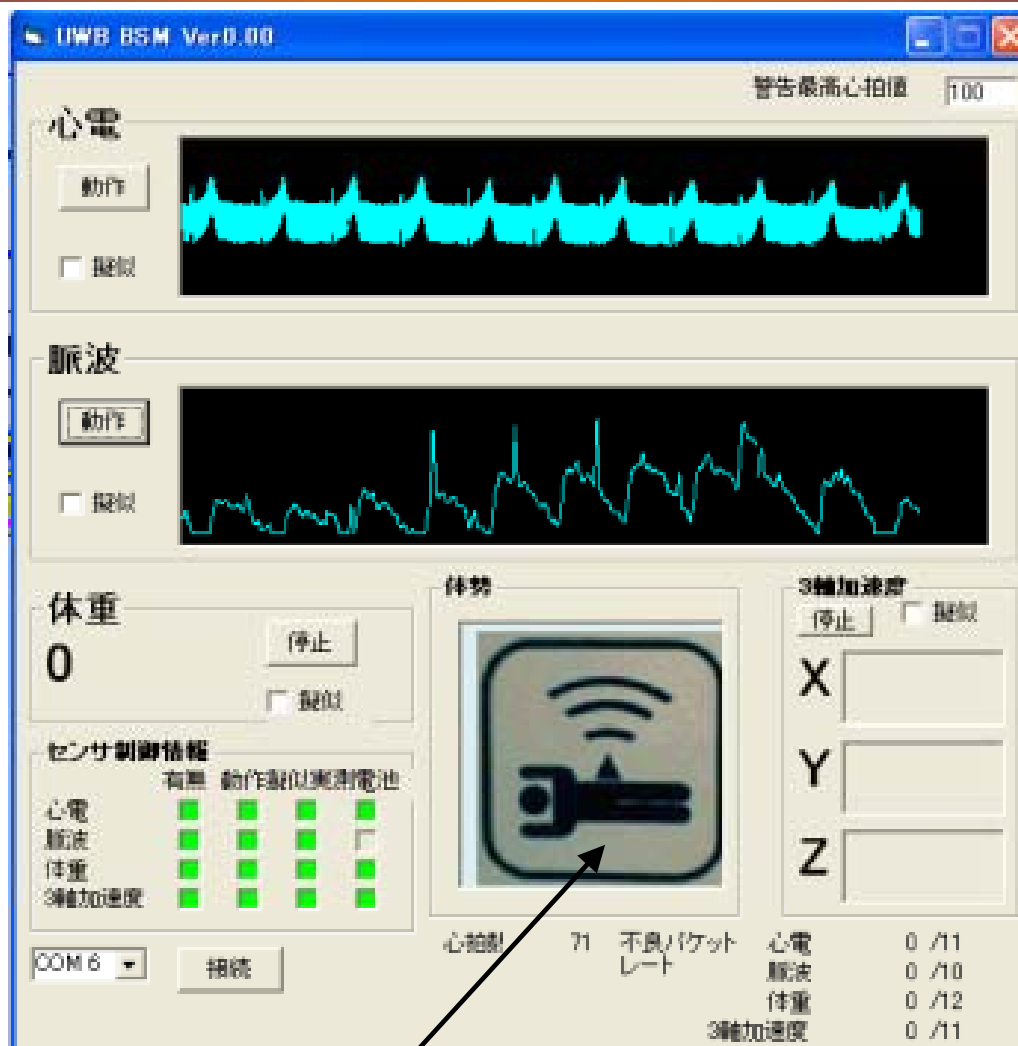 UWB BSM Ver0.00
警告最高心拍値 100
心電
動作
擬似
脈波
動作
擬似
体重
0
停止
擬似
体勢
3軸加速度
停止 擬似
X
Y
Z
センサ制御情報
有無 動作 擬似実測 電池
心電
脈波
体重
3軸加速度
COM6 接続
心拍数 71
不良パケット
レート
心電 0 /11
脈波 0 /10
体重 0 /12
3軸加速度 0 /11